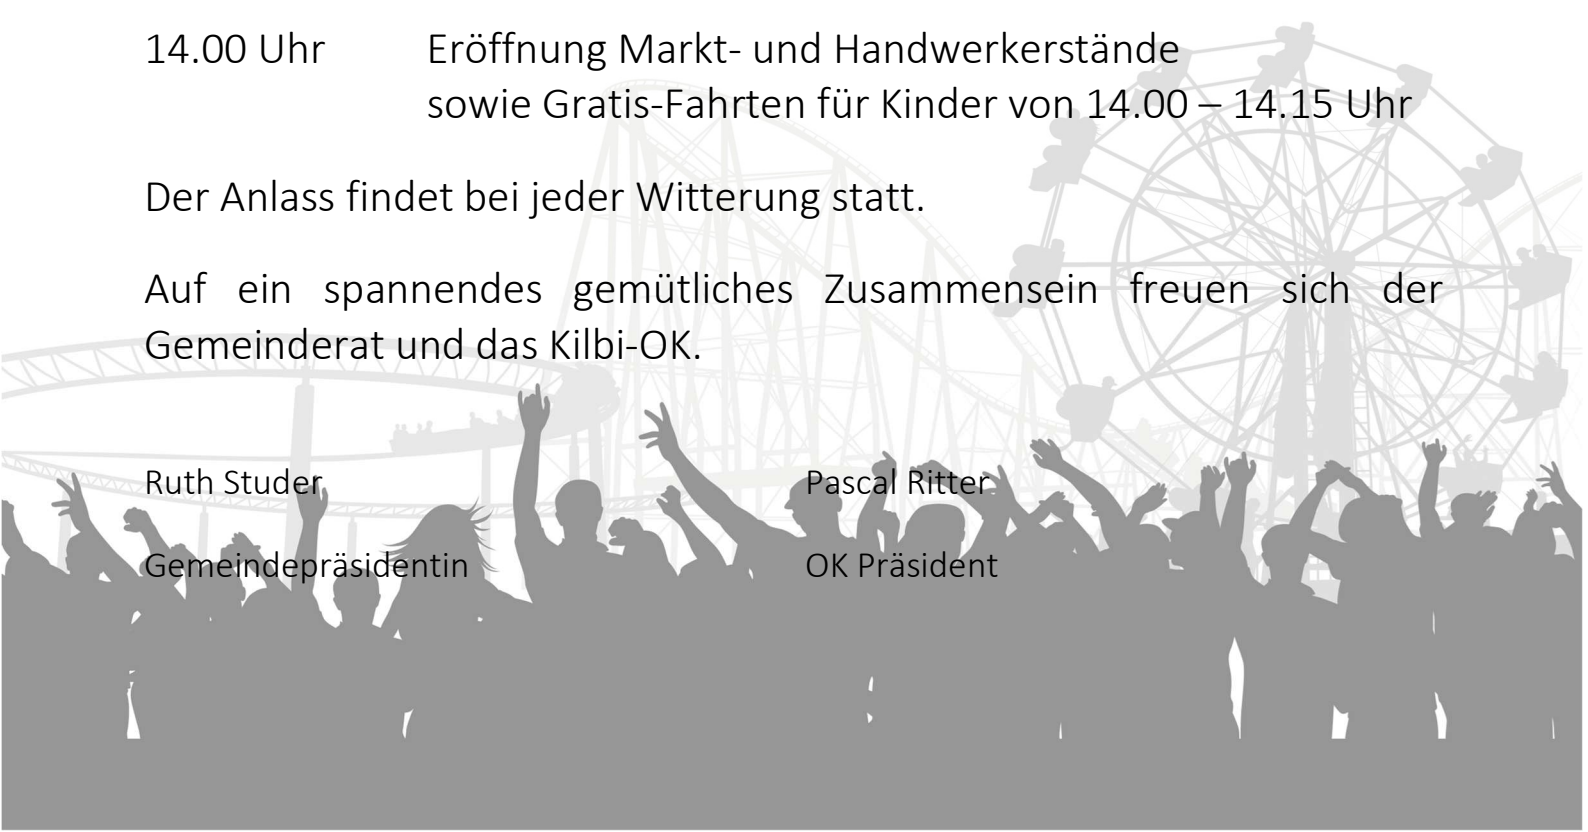 14.00 Uhr Eröffnung Markt- und Handwerkerstände
sowie Gratis-Fahrten für Kinder von 14.00 – 14.15 Uhr
Der Anlass findet bei jeder Witterung statt.
Auf ein spannendes gemütliches Zusammensein freuen sich der
Gemeinderat und das Kilbi-OK.
Ruth Studer Pascal Ritter
Gemeindepräsidentin OK Präsident